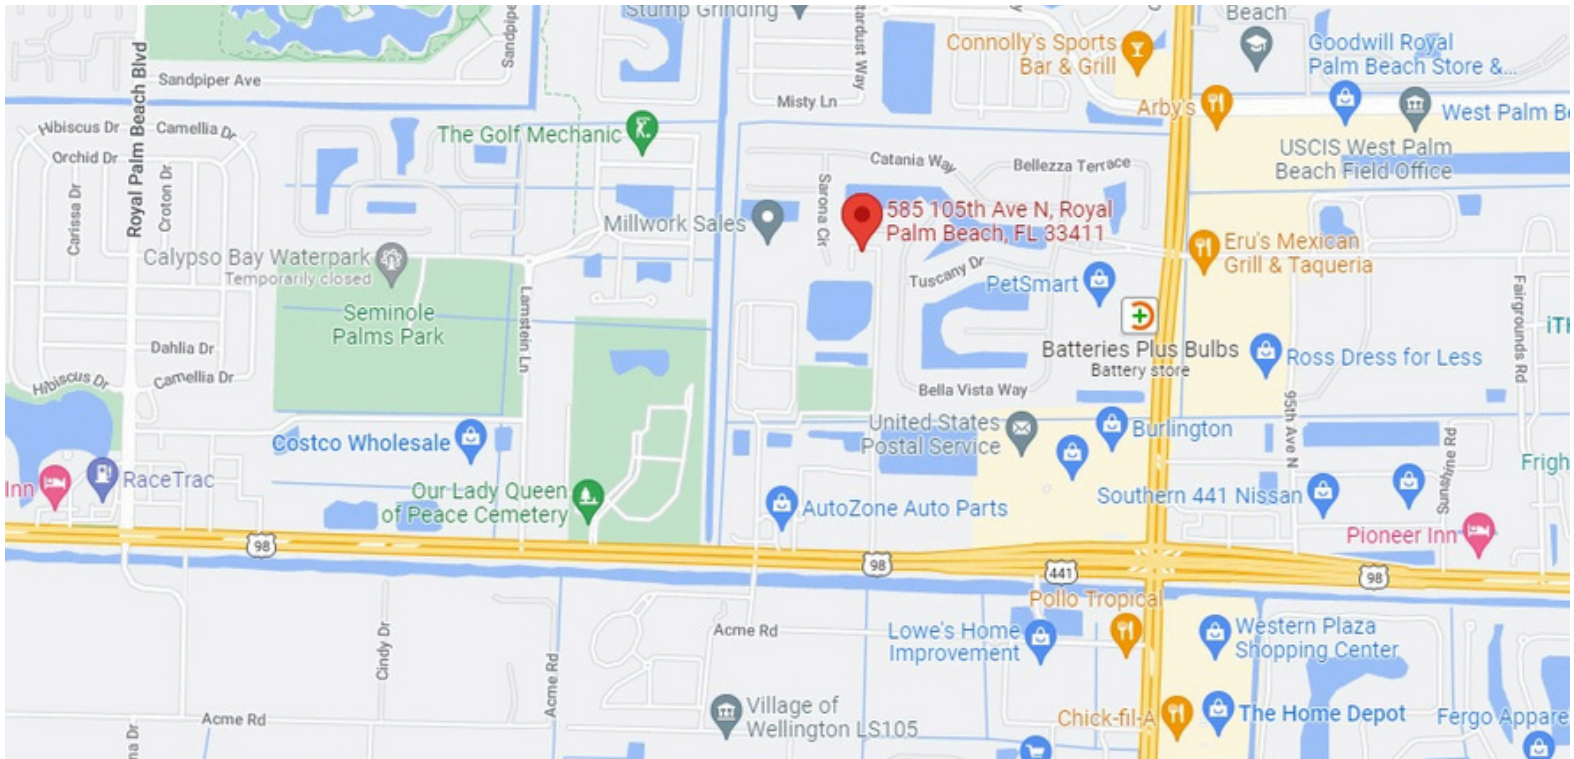 Stump Grinding
Sandpipe
tardust Way
Beach
Connolly's Sports
Bar & Grill
Goodwill Royal
Palm Beach Store &...
Royal Palm Beach Blvd
Sandpiper Ave
Misty Ln
Arby's
West Palm Be
Hibiscus Dr
Camellia Dr
The Golf Mechanic
USCIS West Palm
Beach Field Office
Orchid Dr
Catania Way
Bellezza Terrace
Carissa Dr
Croton Dr
Sarona Cir
585 105th Ave N, Royal
Palm Beach, FL 33411
Millwork Sales
Eru's Mexican
Grill & Taqueria
Calypso Bay Waterpark
Temporarily closed
Tuscany Dr
PetSmart
Seminole
Palms Park
Lamstein Ln
Fairgrounds Rd
iTH
Dahlia Dr
Batteries Plus Bulbs
Battery store
Ross Dress for Less
Hibiscus Dr
Camellia Dr
Bella Vista Way
95th Ave N
United States
Postal Service
Burlington
Costco Wholesale
Sunshine Rd
Frigh
Inn
RaceTrac
Our Lady Queen
of Peace Cemetery
AutoZone Auto Parts
Southern 441 Nissan
Pioneer Inn
98
98
441
98
Pollo Tropical
Cindy Dr
Acme Rd
Acme Rd
Lowe's Home
Improvement
Western Plaza
Shopping Center
Acme Rd
Village of
Wellington LS105
Chick-fil-A
The Home Depot
Fergo Appare
na Dr